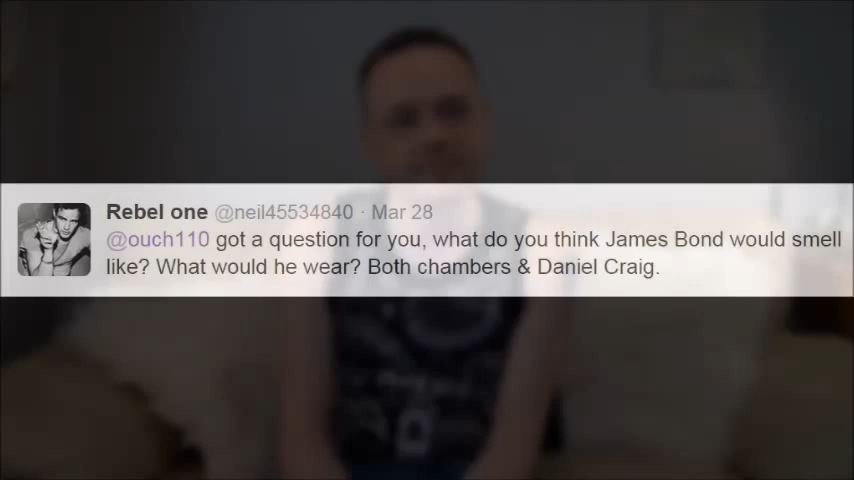 Rebel one @neil45534840 · Mar 28
@ouch110 got a question for you, what do you think James Bond would smell
like? What would he wear? Both chambers & Daniel Craig.